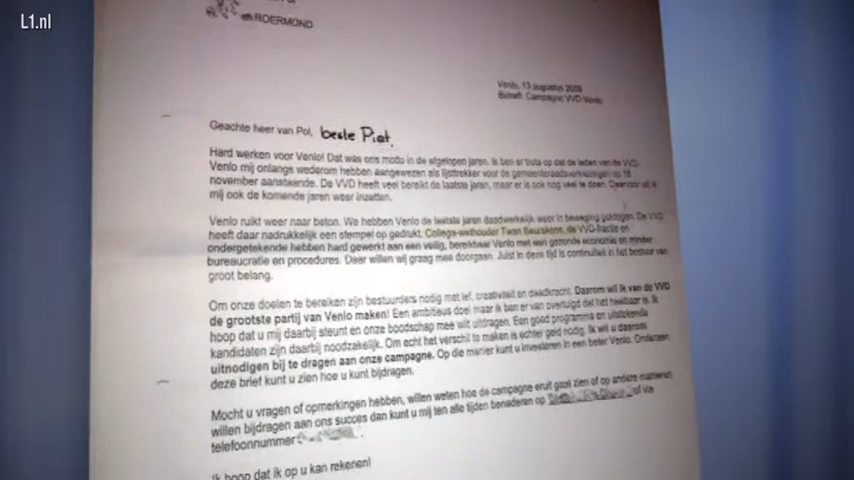 L1.nl
en ROERMOND
Venlo, 13 augustus 2009
Betreft: Campagne VVD Venlo
Geachte heer van Pol, beste Piet,
Hard werken voor Venlo! Dat was ons motto in de afgelopen jaren. Ik ben er trots op dat de leden van de VVD-
Venlo mij onlangs wederom hebben aangewezen als lijsttrekker voor de gemeenteraadsverkiezingen op 18
november aanstaande. De VVD heeft veel bereikt de laatste jaren, maar er is ook nog veel te doen. Daarvoor wil ik
mij ook de komende jaren weer inzetten.
Venlo ruikt weer naar beton. We hebben Venlo de laatste jaren daadwerkelijk weer in beweging gekregen. De VVD
heeft daar nadrukkelijk een stempel op gedrukt. Collega-wethouder Twan Beurskens, de VVD-fractie en
ondergetekende hebben hard gewerkt aan een veilig, bereikbaar Venlo met een gezonde economie en minder
bureaucratie en procedures. Daar willen wij graag mee doorgaan. Juist in deze tijd is continuïteit in het bestuur van
groot belang.
Om onze doelen te bereiken zijn bestuurders nodig met lef, creativiteit en daadkracht. Daarom wil ik van de VVD
de grootste partij van Venlo maken! Een ambitieus doel maar ik ben er van overtuigd dat het haalbaar is. Ik
hoop dat u mij daarbij steunt en onze boodschap mee wilt uitdragen. Een goed programma en uitstekende
kandidaten zijn daarbij noodzakelijk. Om echt het verschil te maken is echter geld nodig. Ik wil u daarom
uitnodigen bij te dragen aan onze campagne. Op die manier kunt u investeren in een beter Venlo. Onderaan
deze brief kunt u zien hoe u kunt bijdragen.
Mocht u vragen of opmerkingen hebben, willen weten hoe de campagne eruit gaat zien of op andere manieren
willen bijdragen aan ons succes dan kunt u mij ten alle tijden benaderen op of via
telefoonnummer
Ik hoop dat ik op u kan rekenen!